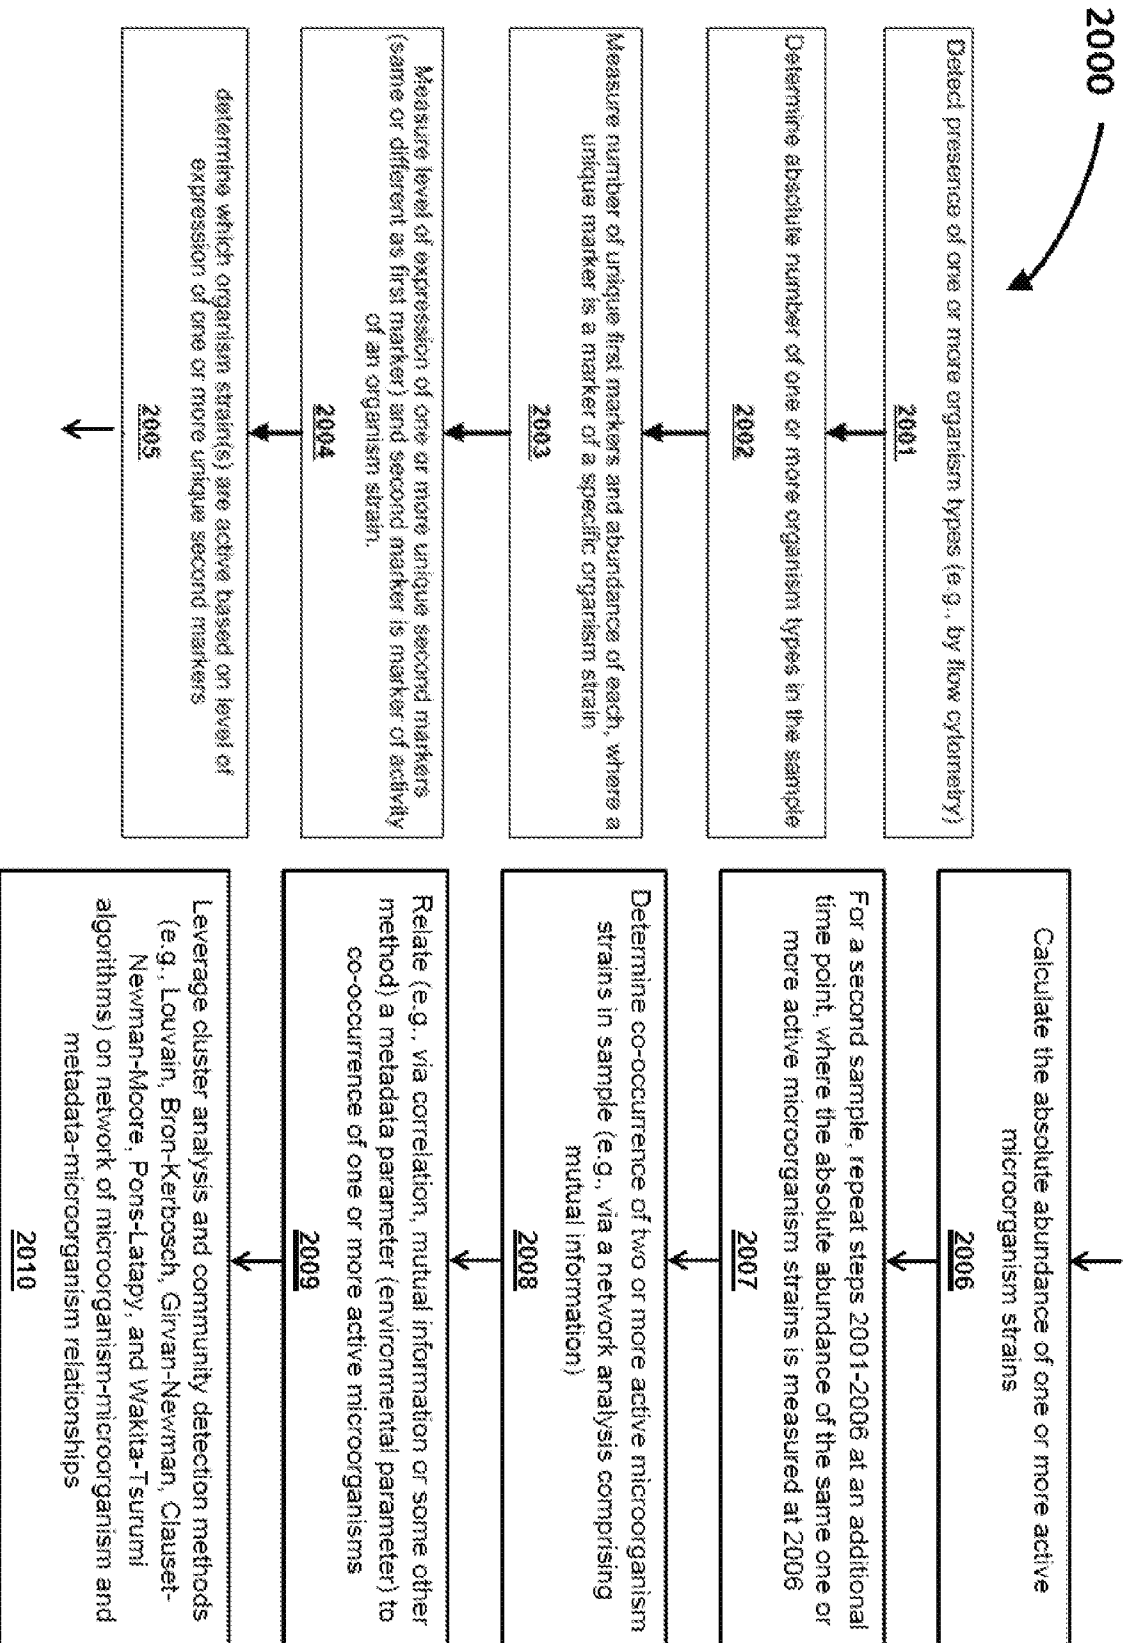 2000
Detect presence of one or more organism types (e.g., by flow cytometry)
2001
Determine absolute number of one or more organism types in the sample
2002
Measure number of unique first markers and abundance of each, where a
unique marker is a marker of a specific organism strain
2003
Measure level of expression of one or more unique second markers
(same or different as first marker) and second marker is marker of activity
of an organism strain.
2004
determine which organism strain(s) are active based on level of
expression of one or more unique second markers
2005
Calculate the absolute abundance of one or more active
microorganism strains
2006
For a second sample, repeat steps 2001-2006 at an additional
time point, where the absolute abundance of the same one or
more active microorganism strains is measured at 2006
2007
Determine co-occurrence of two or more active microorganism
strains in sample (e.g., via a network analysis comprising
mutual information)
2008
Relate (e.g., via correlation, mutual information or some other
method) a metadata parameter (environmental parameter) to
co-occurrence of one or more active microorganisms
2009
Leverage cluster analysis and community detection methods
(e.g., Louvain, Bron-Kerbosch, Girvan-Newman, Clauset-
Newman-Moore, Pons-Latapy, and Wakita-Tsurumi
algorithms) on network of microorganism-microorganism and
metadata-microorganism relationships
2010